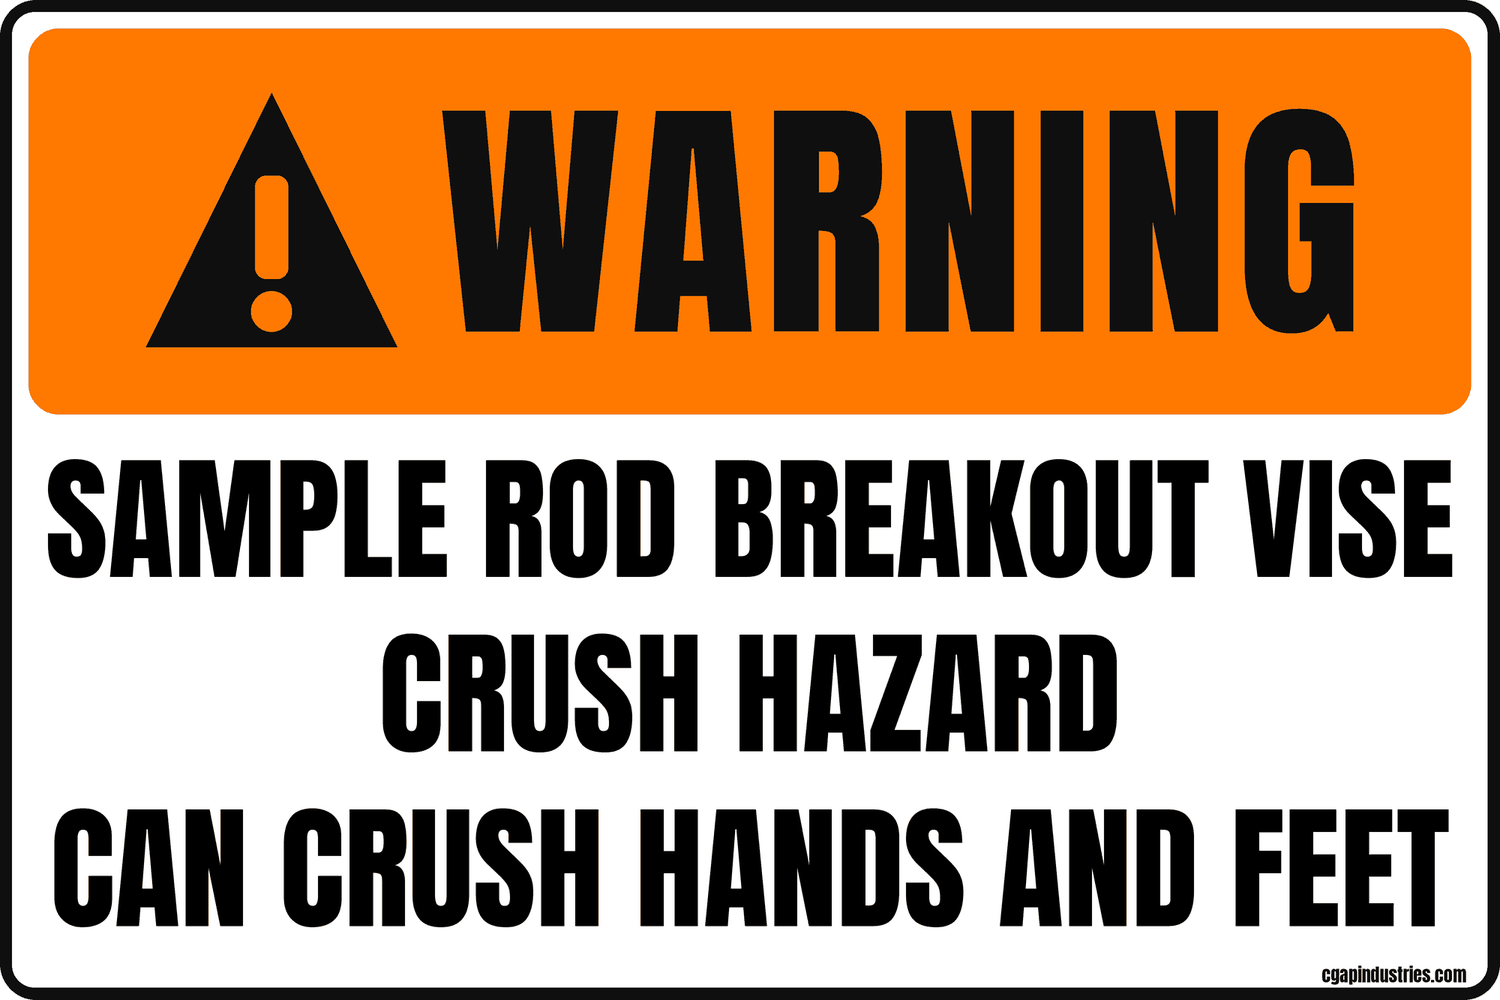 WARNING
SAMPLE ROD BREAKOUT VISE
CRUSH HAZARD
CAN CRUSH HANDS AND FEET
cgapindustries.com